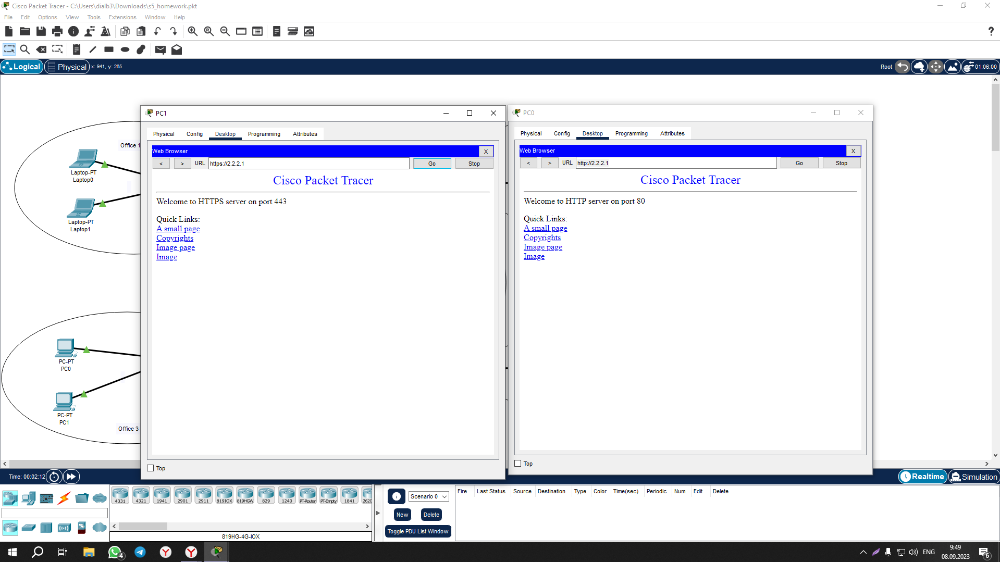 Cisco Packet Tracer - C:\Users\dialb3\Downloads\s5_homework.pkt
File Edit Options View Tools Extensions Window Help
Logical Physical x: 941, y: 265 Root 01:06:00
Office 1
Laptop-PT
Laptop0
Laptop-PT
Laptop1
PC-PT
PC0
PC-PT
PC1
Office 3
PC1
Physical Config Desktop Programming Attributes
Web Browser X
< > URL https://2.2.2.1 Go Stop
Cisco Packet Tracer
Welcome to HTTPS server on port 443
Quick Links:
A small page
Copyrights
Image page
Image
Top
PC0
Physical Config Desktop Programming Attributes
Web Browser X
< > URL http://2.2.2.1 Go Stop
Cisco Packet Tracer
Welcome to HTTP server on port 80
Quick Links:
A small page
Copyrights
Image page
Image
Top
Time: 00:02:12 Realtime Simulation
4331 4321 1941 2901 2911 819IOX 819HGW 829 1240 PT-Router PT-Empty 1841 2620
819HG-4G-IOX
Scenario 0
New Delete
Toggle PDU List Window
Fire Last Status Source Destination Type Color Time(sec) Periodic Num Edit Delete
4
ENG
9:49
08.09.2023
6